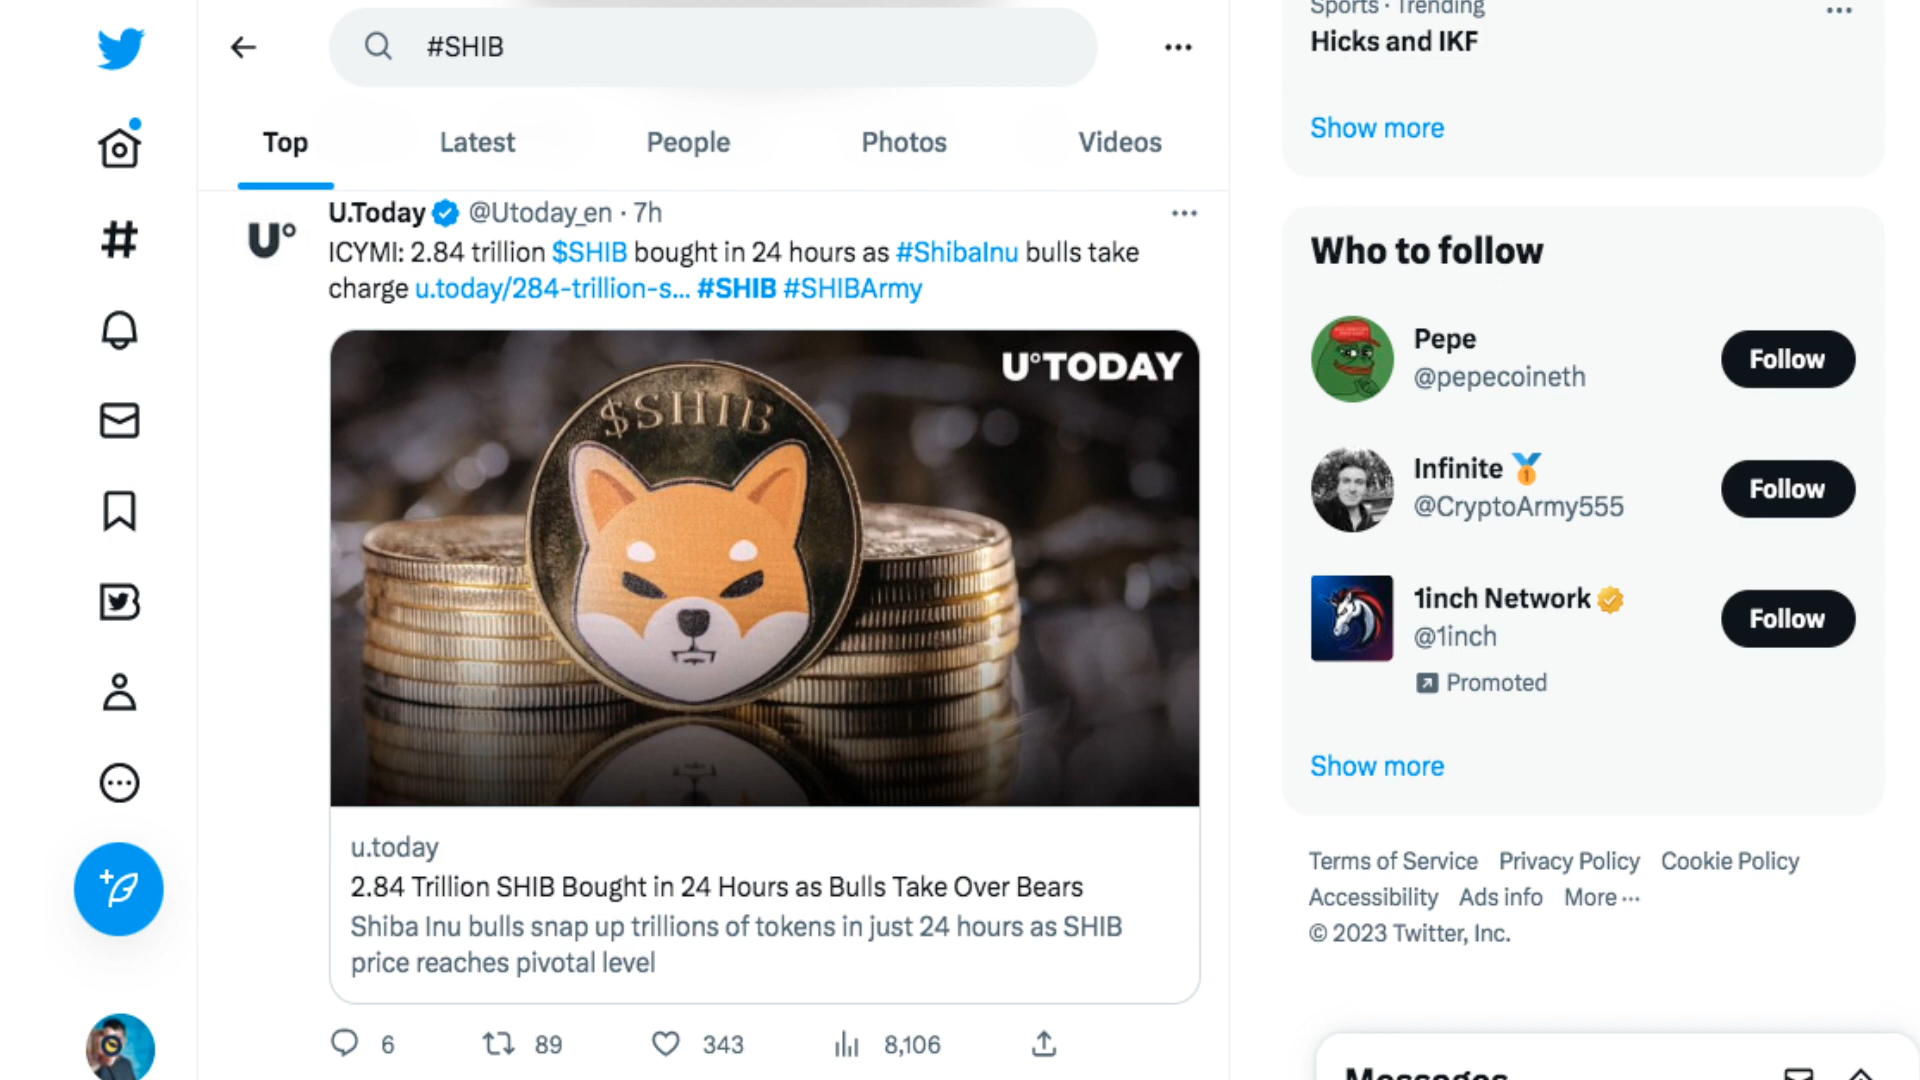 #SHIB
Top Latest People Photos Videos
U.Today @Utoday_en · 7h
ICYMI: 2.84 trillion $SHIB bought in 24 hours as #ShibaInu bulls take
charge u.today/284-trillion-s... #SHIB #SHIBArmy
U°
U°TODAY
$SHIB
u.today
2.84 Trillion SHIB Bought in 24 Hours as Bulls Take Over Bears
Shiba Inu bulls snap up trillions of tokens in just 24 hours as SHIB
price reaches pivotal level
6 89 343 8,106
Sports · Trending
Hicks and IKF
Show more
Who to follow
Pepe
@pepecoineth
Follow
Infinite
@CryptoArmy555
Follow
1inch Network
@1inch
Follow
Promoted
Show more
Terms of Service Privacy Policy Cookie Policy
Accessibility Ads info More ...
© 2023 Twitter, Inc.
Messages